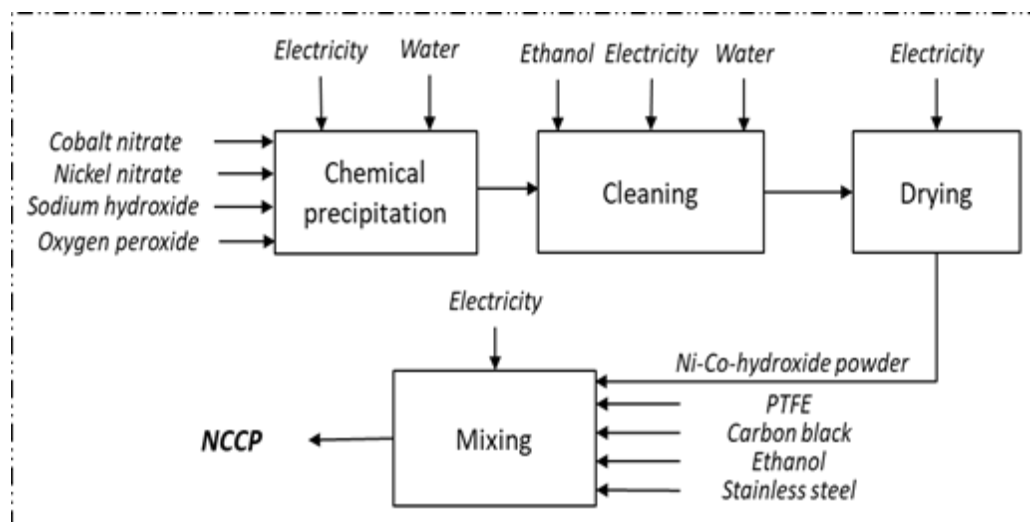 Electricity
Water
Ethanol
Electricity
Water
Electricity
Cobalt nitrate
Nickel nitrate
Sodium hydroxide
Oxygen peroxide
Chemical
precipitation
Cleaning
Drying
Electricity
Ni-Co-hydroxide powder
PTFE
Carbon black
Ethanol
Stainless steel
Mixing
NCCP